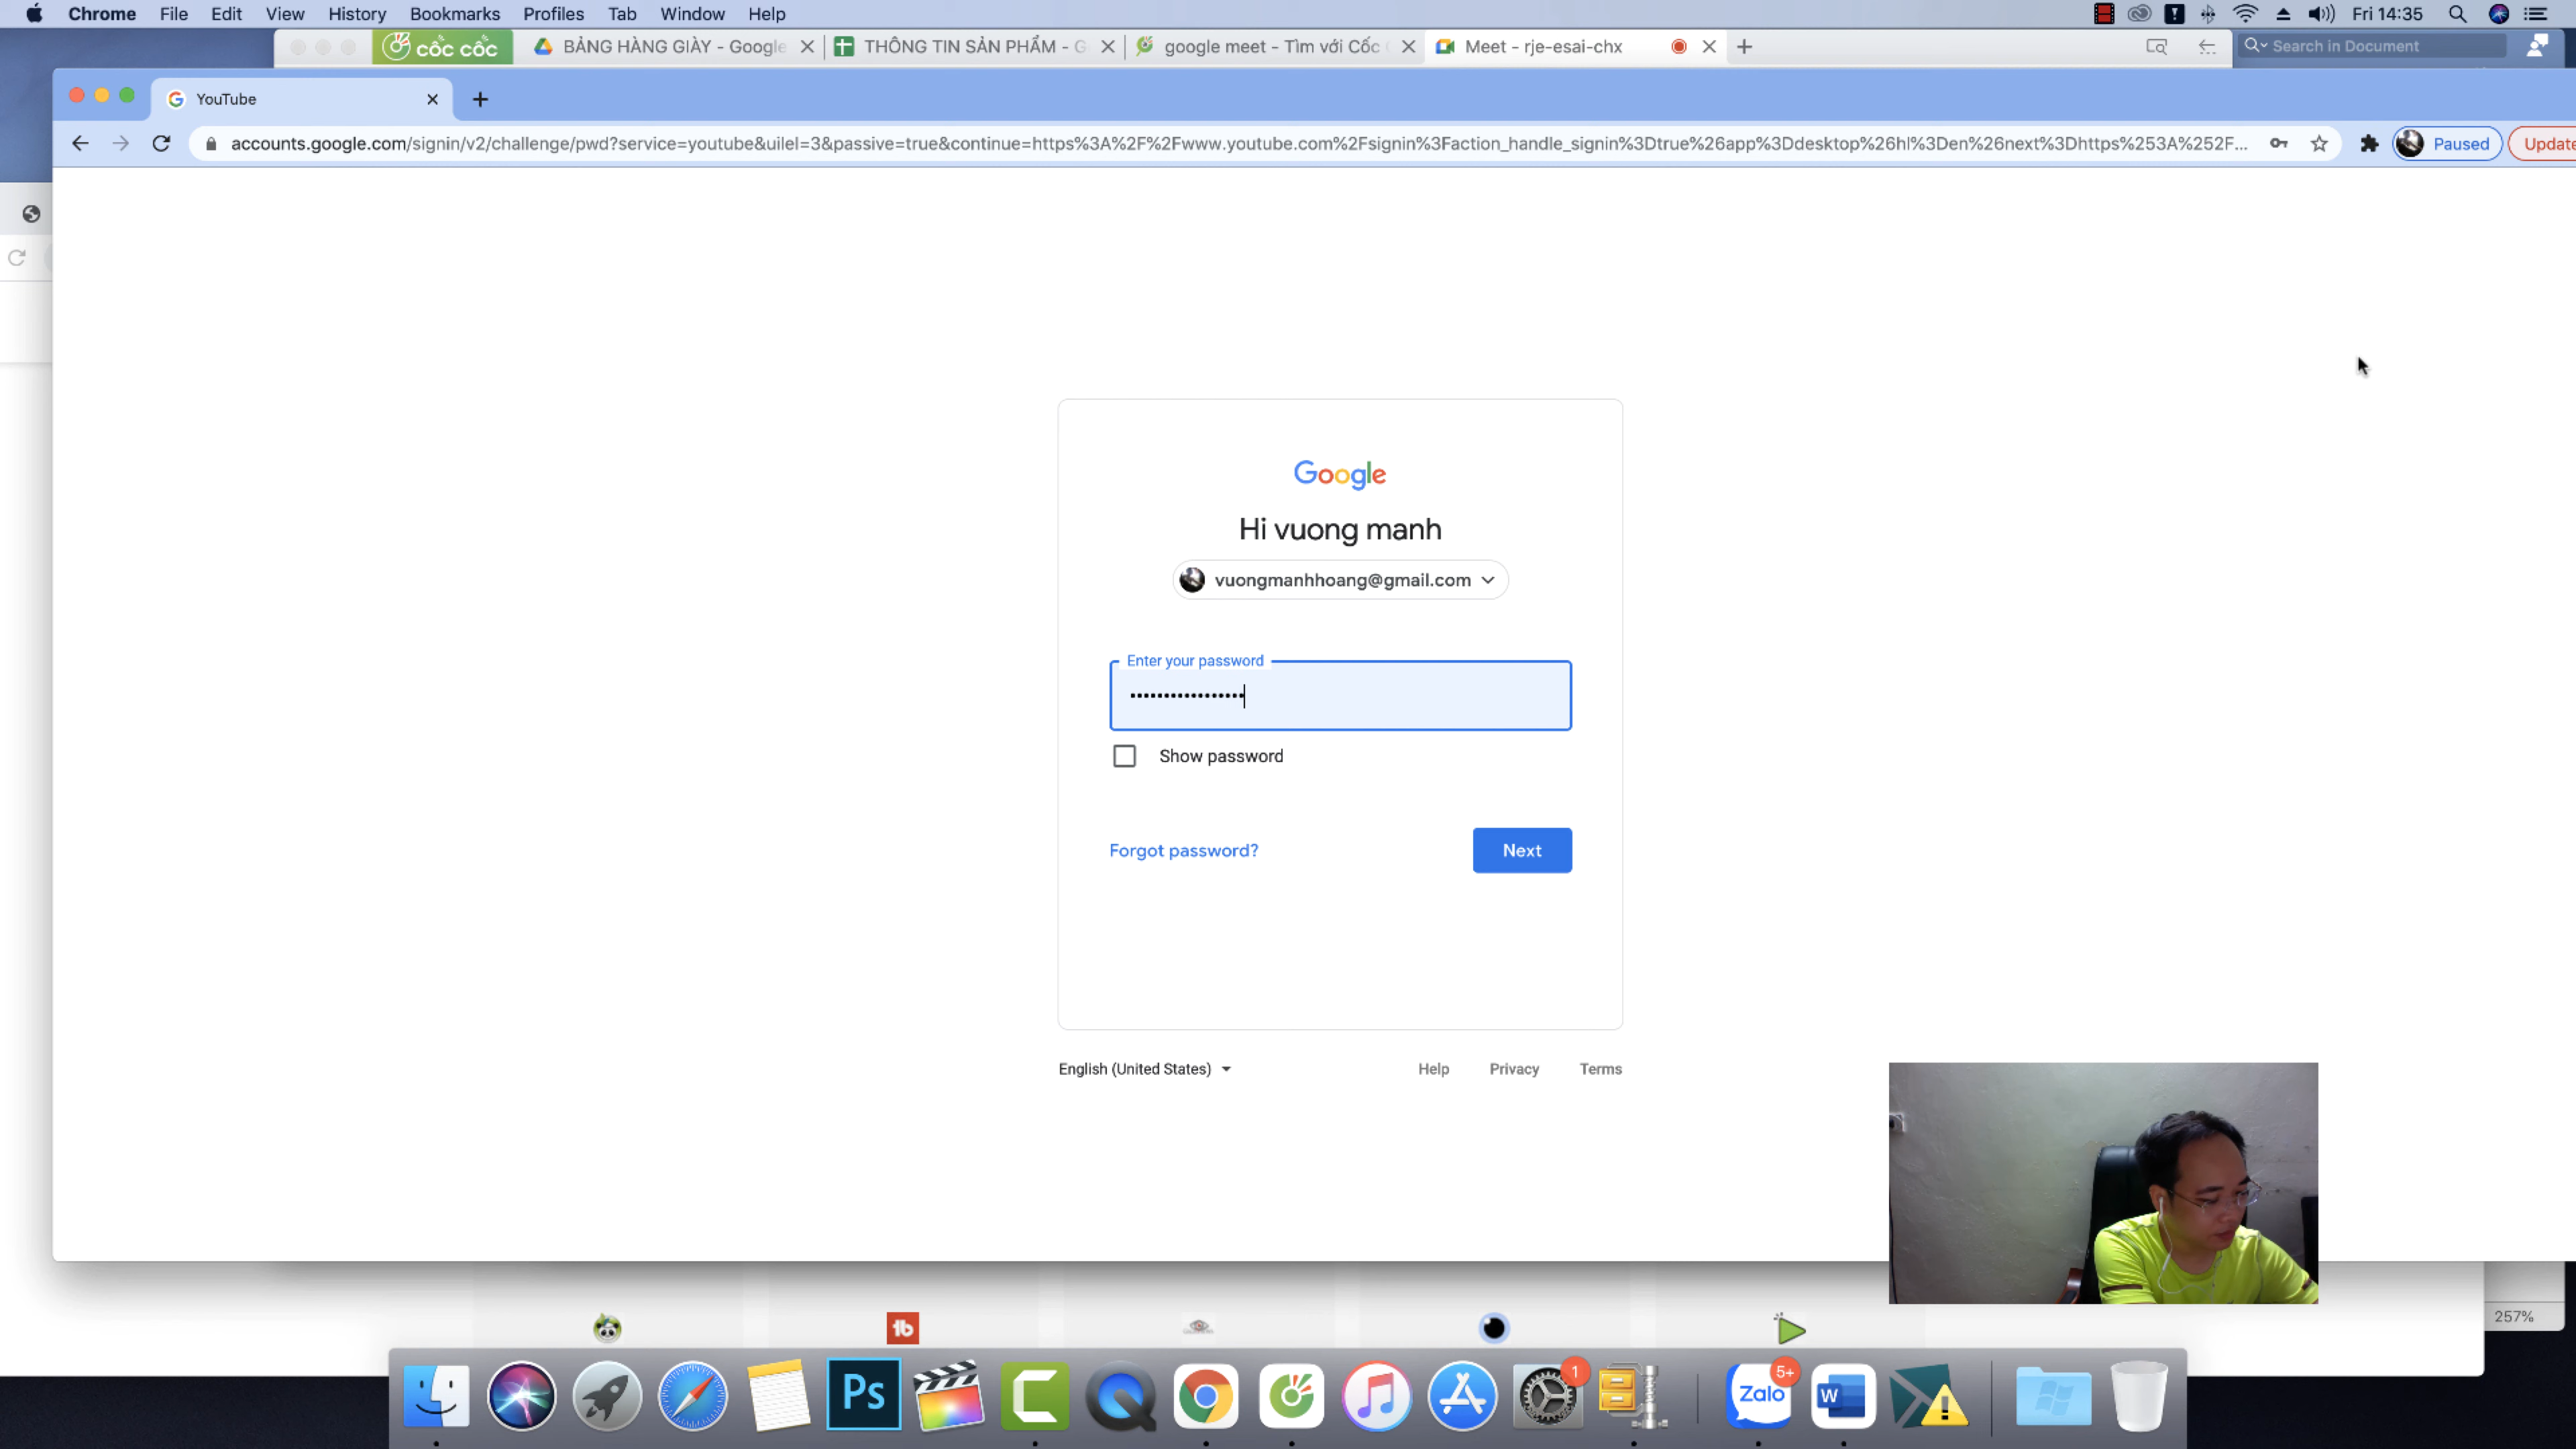 Chrome File Edit View History Bookmarks Profiles Tab Window Help Fri 14:35
cốc cốc BẢNG HÀNG GIÀY - Google THÔNG TIN SẢN PHẨM - G google meet - Tìm với Cốc Meet - rje-esai-chx Search in Document
YouTube
accounts.google.com/signin/v2/challenge/pwd?service=youtube&uilel=3&passive=true&continue=https%3A%2F%2Fwww.youtube.com%2Fsignin%3Faction_handle_signin%3Dtrue%26app%3Ddesktop%26hl%3Den%26next%3Dhttps%253A%252F... Paused Update
Google
Hi vuong manh
vuongmanhhoang@gmail.com
Enter your password
Show password
Forgot password? Next
English (United States) Help Privacy Terms
257%
tb
Ps 1 Zalo 5+ W